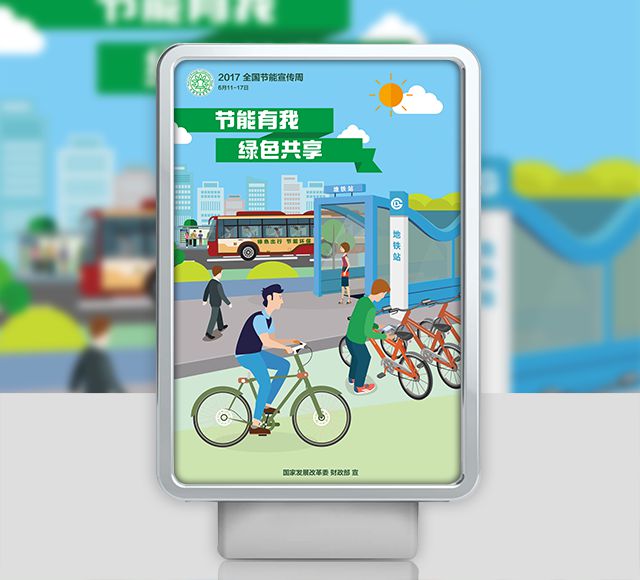 节能有我
2017 全国节能宣传周
6月11-17日
节能有我
绿色共享
地铁站
绿色出行 节能环保
地铁站
国家发展改革委 财政部 宣